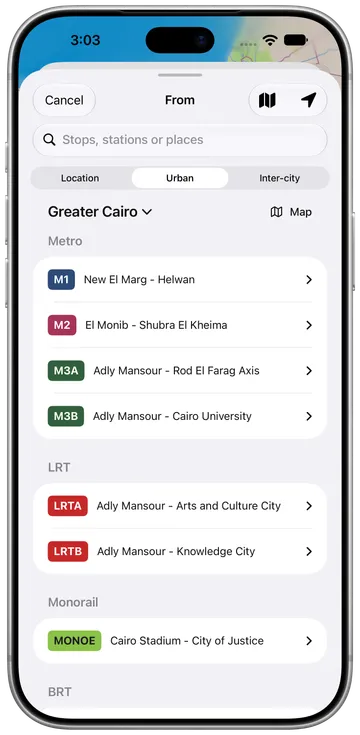 3:03
Cancel
From
Stops, stations or places
Location
Urban
Inter-city
Greater Cairo
Map
Metro
M1 New El Marg - Helwan
M2 El Monib - Shubra El Kheima
M3A Adly Mansour - Rod El Farag Axis
M3B Adly Mansour - Cairo University
LRT
LRTA Adly Mansour - Arts and Culture City
LRTB Adly Mansour - Knowledge City
Monorail
MONOE Cairo Stadium - City of Justice
BRT